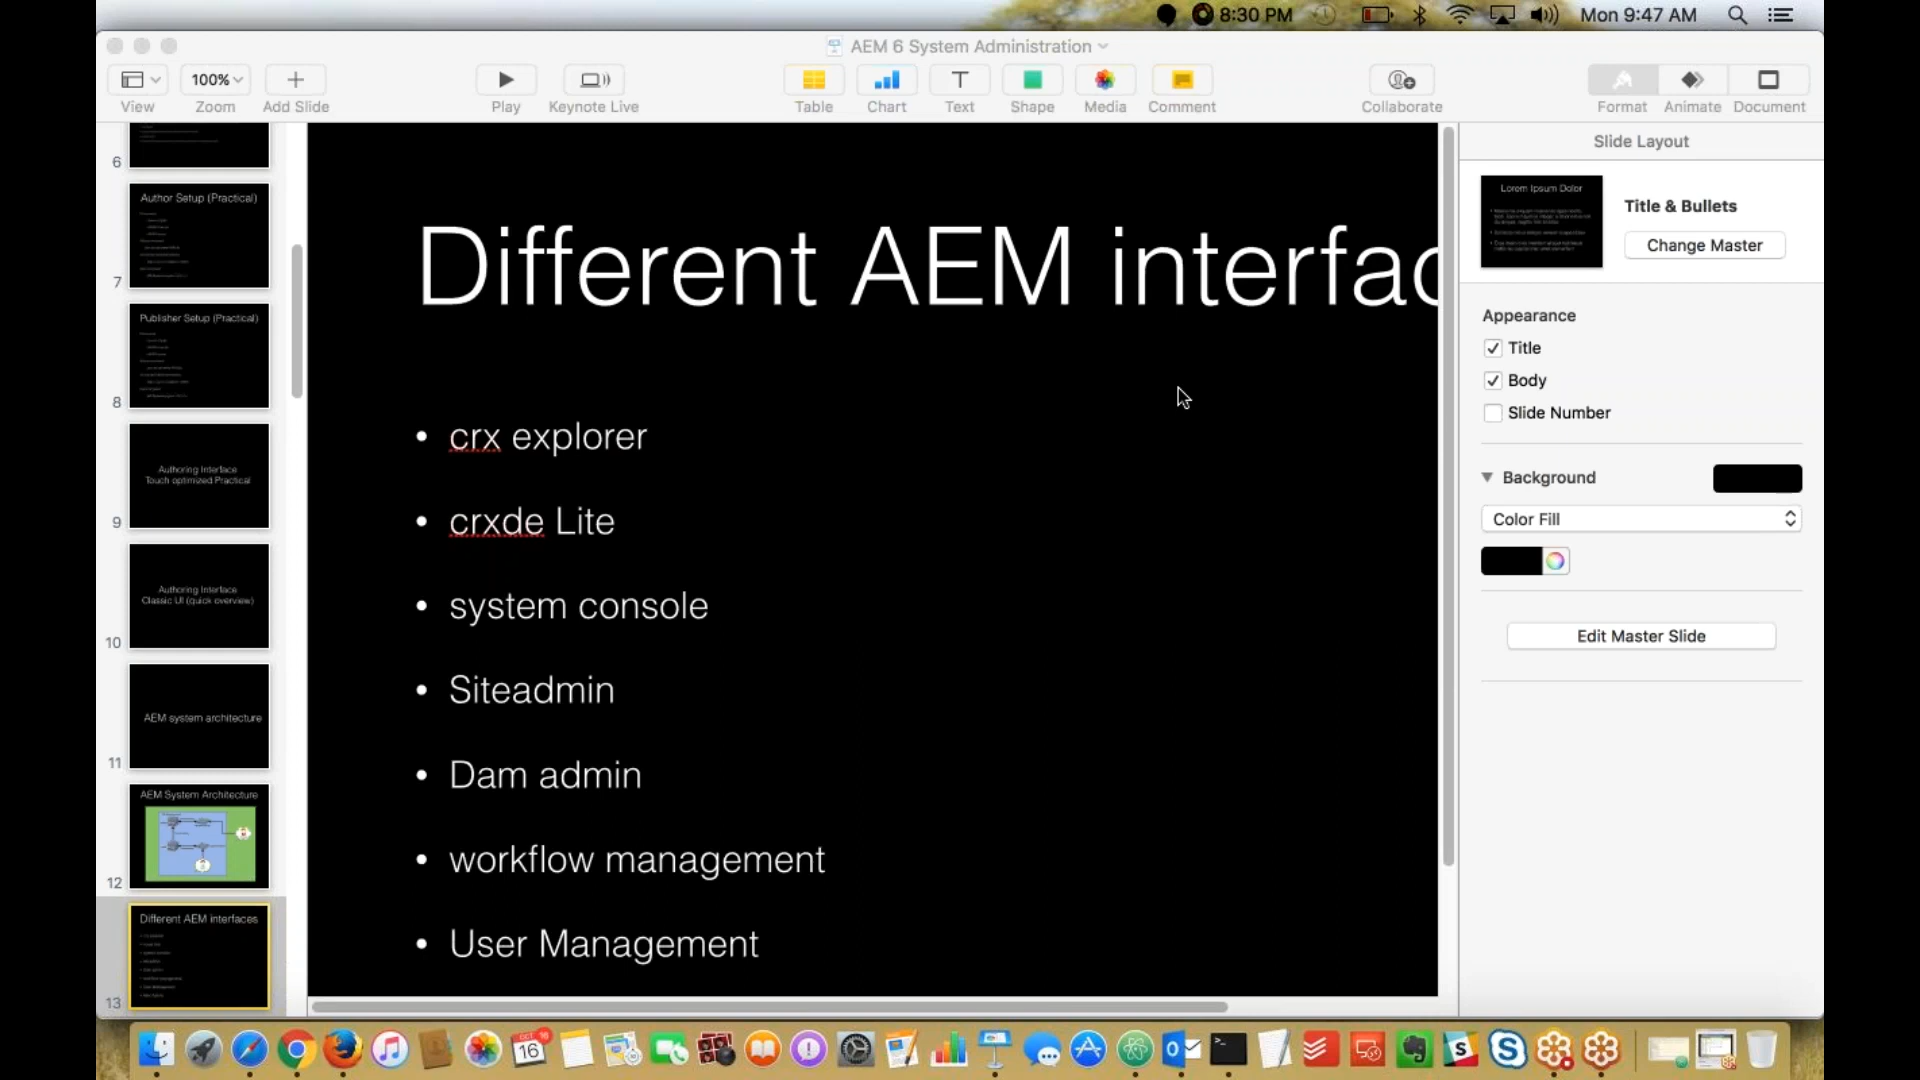 8:30 PM
Mon 9:47 AM
AEM 6 System Administration
100%
View
Zoom
Add Slide
Play
Keynote Live
Table
Chart
Text
Shape
Media
Comment
Collaborate
Format
Animate
Document
6
Author Setup (Practical)
7
Publisher Setup (Practical)
8
Authoring Interface
Touch optimized Practical
9
Authoring Interface
Classic UI (quick overview)
10
AEM system architecture
11
AEM System Architecture
12
Different AEM interfaces
13
Different AEM interfac
• crx explorer
• crxde Lite
• system console
• Siteadmin
• Dam admin
• workflow management
• User Management
Slide Layout
Lorem Ipsum Dolor
Title & Bullets
Change Master
Appearance
Title
Body
Slide Number
Background
Color Fill
Edit Master Slide
OCT
16